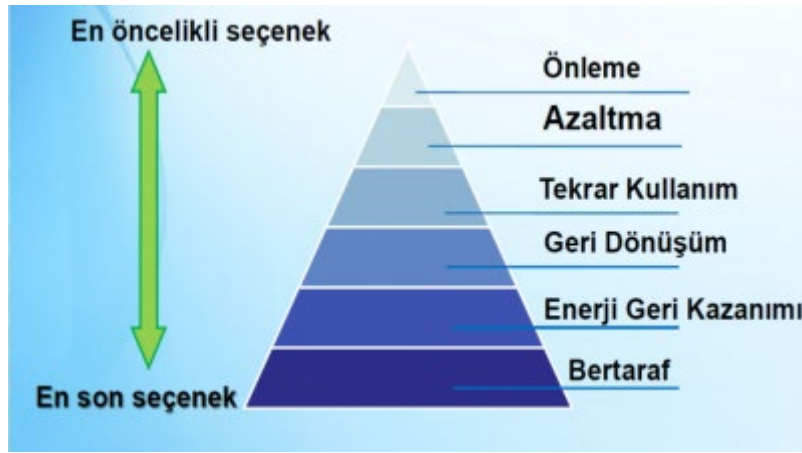 En öncelikli seçenek
Önleme
Azaltma
Tekrar Kullanım
Geri Dönüşüm
Enerji Geri Kazanımı
Bertaraf
En son seçenek